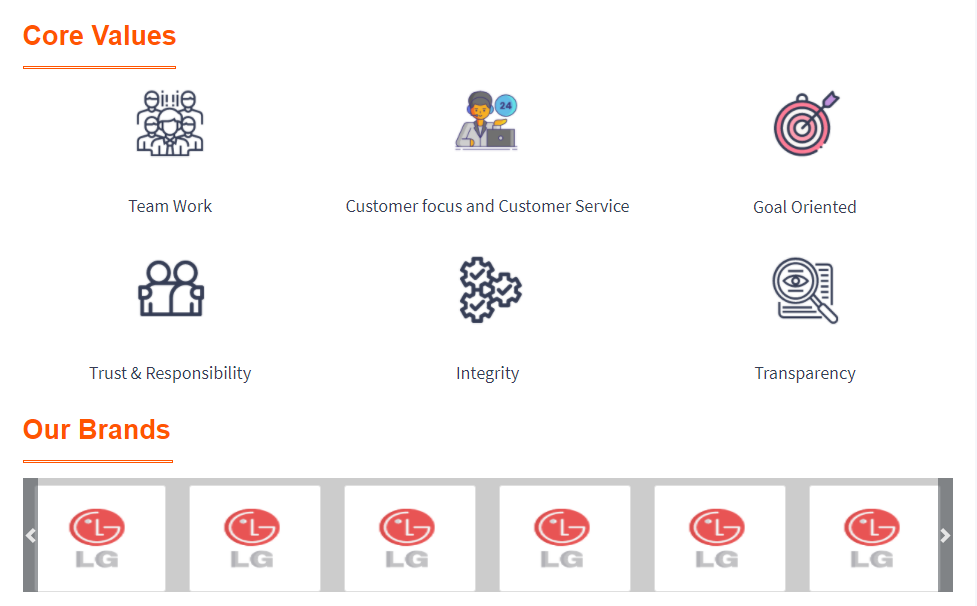 Core Values
24
Team Work
Customer focus and Customer Service
Goal Oriented
Trust & Responsibility
Integrity
Transparency
Our Brands
LG LG LG LG LG LG